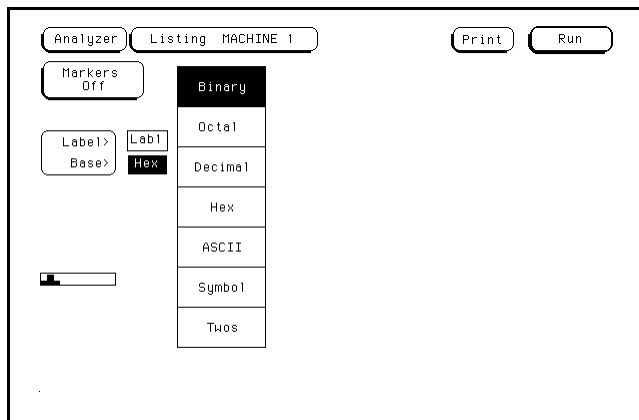 Analyzer Listing MACHINE 1 Print Run
Markers
Off
Label> Lab1
Base> Hex
Binary
Octal
Decimal
Hex
ASCII
Symbol
Twos